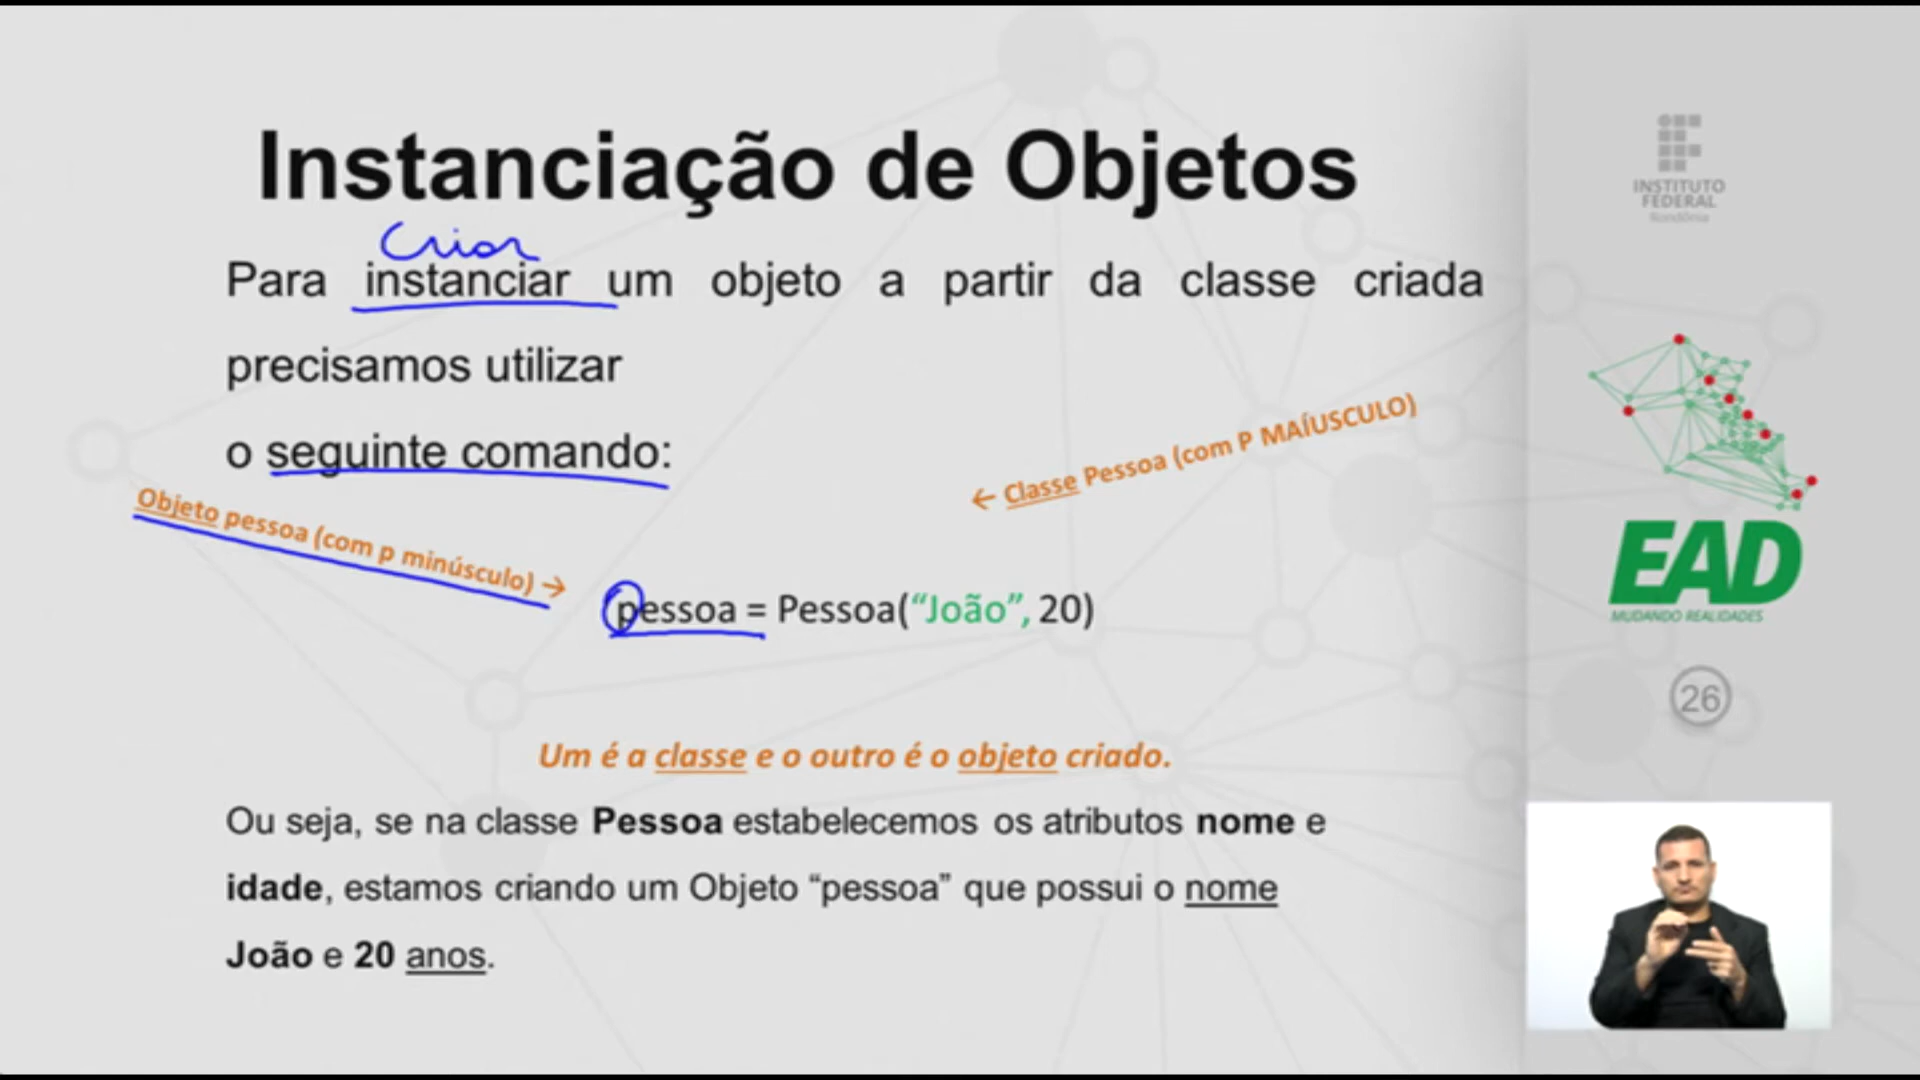 Instanciação de Objetos
Criar
Para instanciar um objeto a partir da classe criada
precisamos utilizar
o seguinte comando:
← Classe Pessoa (com P MAÍUSCULO)
Objeto pessoa (com p minúsculo) →
pessoa = Pessoa(“João”, 20)
Um é a classe e o outro é o objeto criado.
Ou seja, se na classe Pessoa estabelecemos os atributos nome e
idade, estamos criando um Objeto “pessoa” que possui o nome
João e 20 anos.
INSTITUTO
FEDERAL
Rondônia
EAD
MUDANDO REALIDADES
26